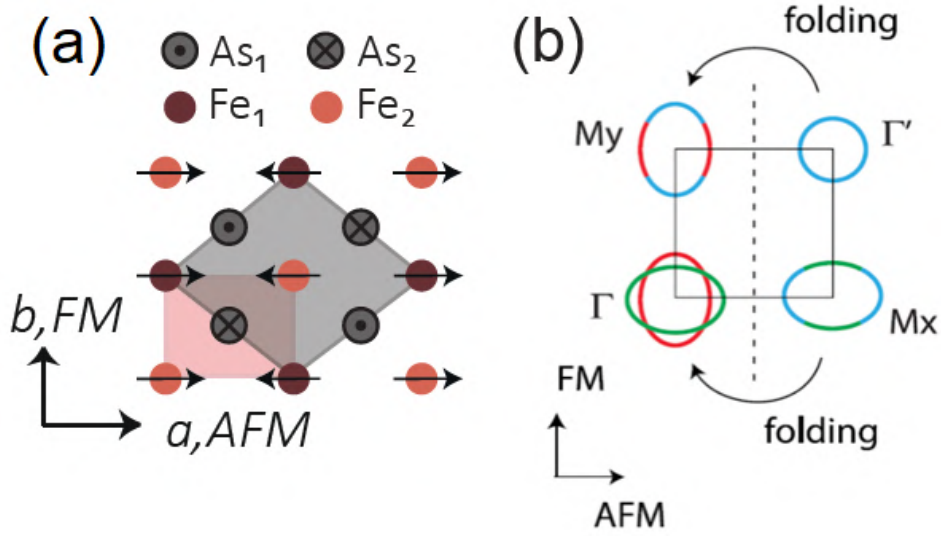 (a)
As₁
As₂
Fe₁
Fe₂
b,FM
a,AFM
(b)
folding
My
Γ′
Γ
Mx
FM
folding
AFM